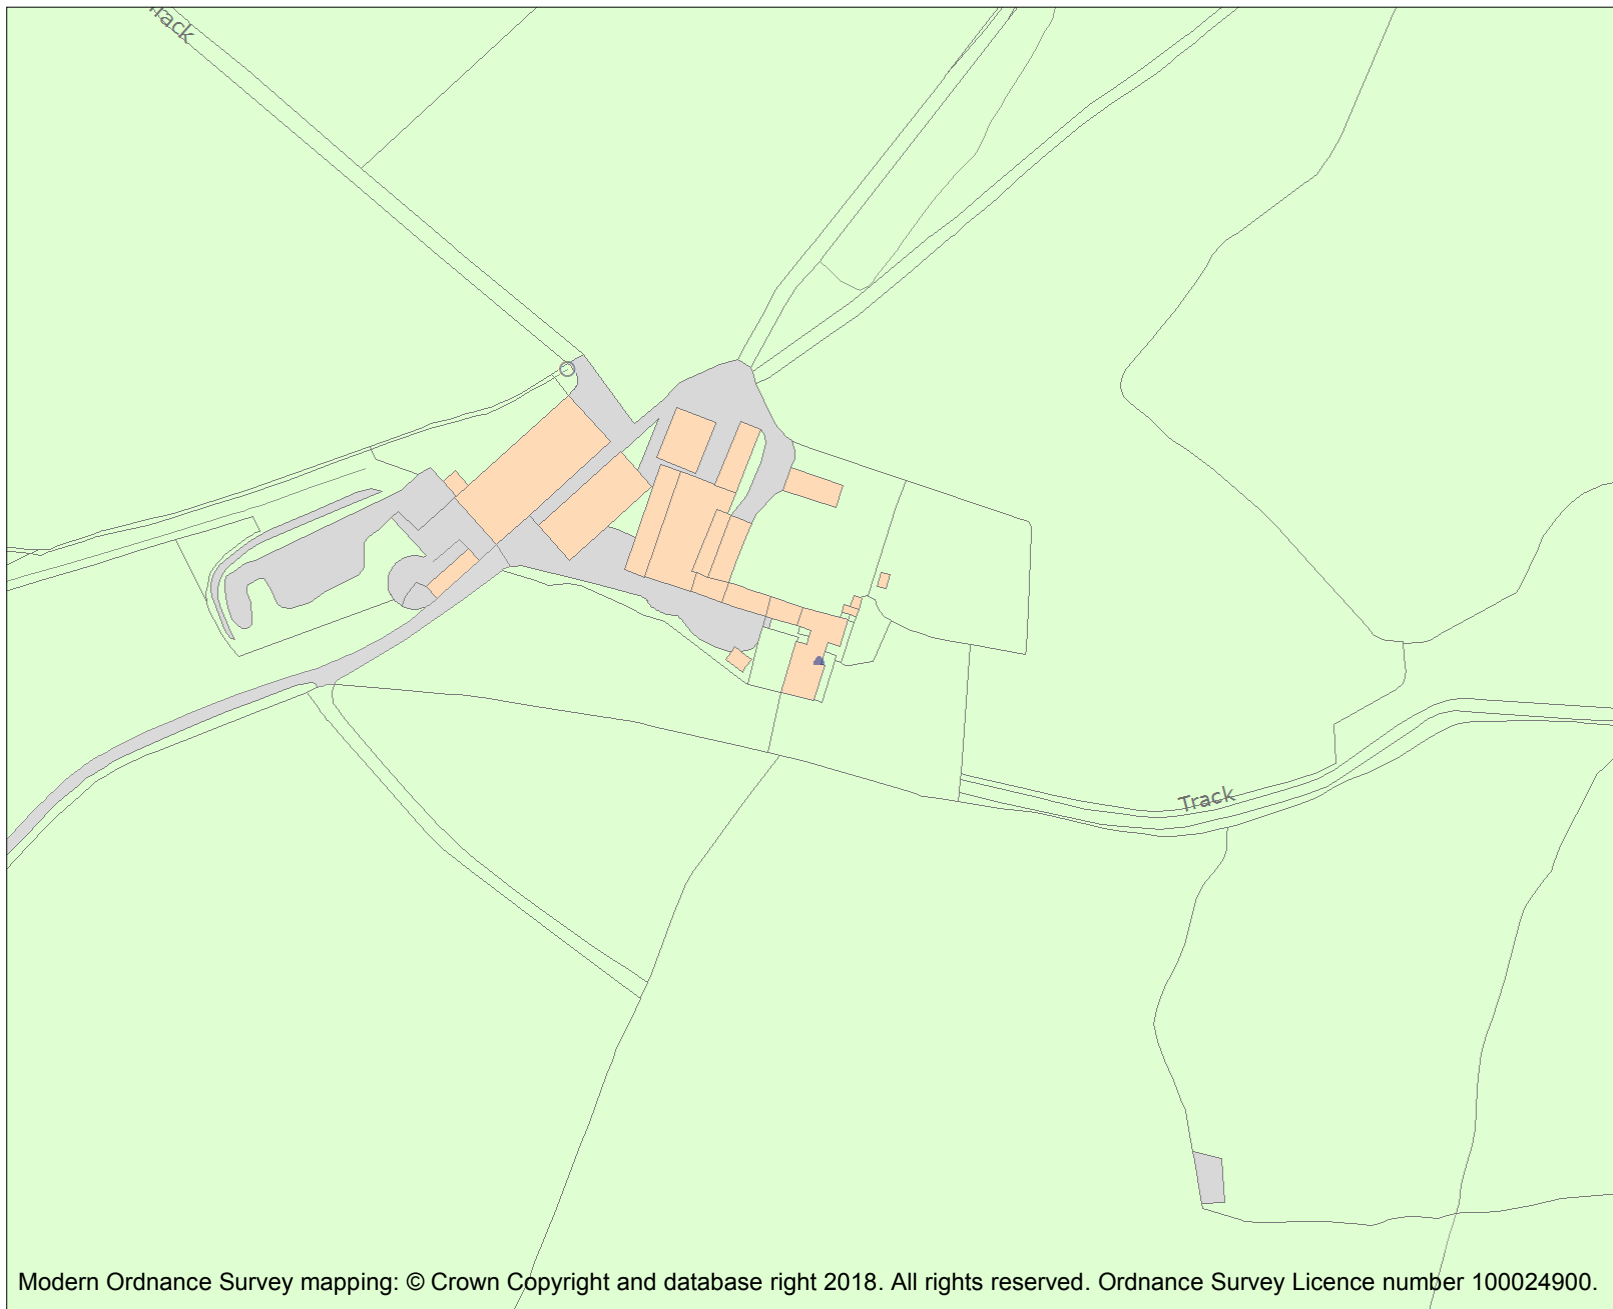 Track
Track
Modern Ordnance Survey mapping: © Crown Copyright and database right 2018. All rights reserved. Ordnance Survey Licence number 100024900.